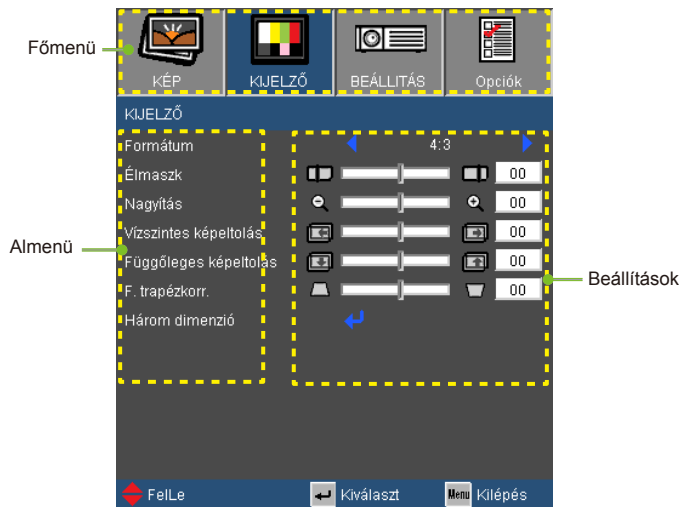 Főmenü
KÉP KIJELZŐ BEÁLLITÁS Opciók
KIJELZŐ
Formátum 4:3
Élmaszk 00
Nagyítás 00
Vízszintes képeltolás 00
Almenü
Függőleges képeltolás 00
Beállítások
F. trapézkorr. 00
Három dimenzió
FelLe Kiválaszt Menu Kilépés